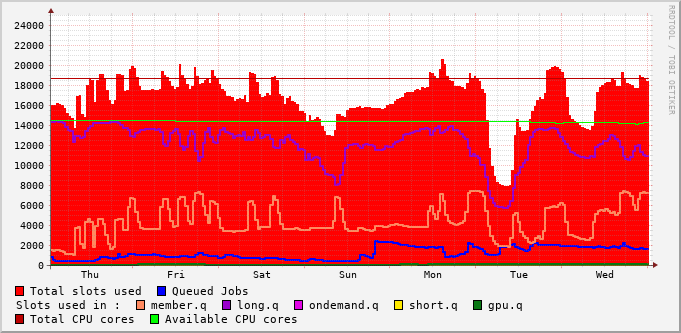 RRDTOOL / TOBI OETIKER
24000
22000
20000
18000
16000
14000
12000
10000
8000
6000
4000
2000
0
Thu Fri Sat Sun Mon Tue Wed
Total slots used Queued Jobs
Slots used in : member.q long.q ondemand.q short.q gpu.q
Total CPU cores Available CPU cores